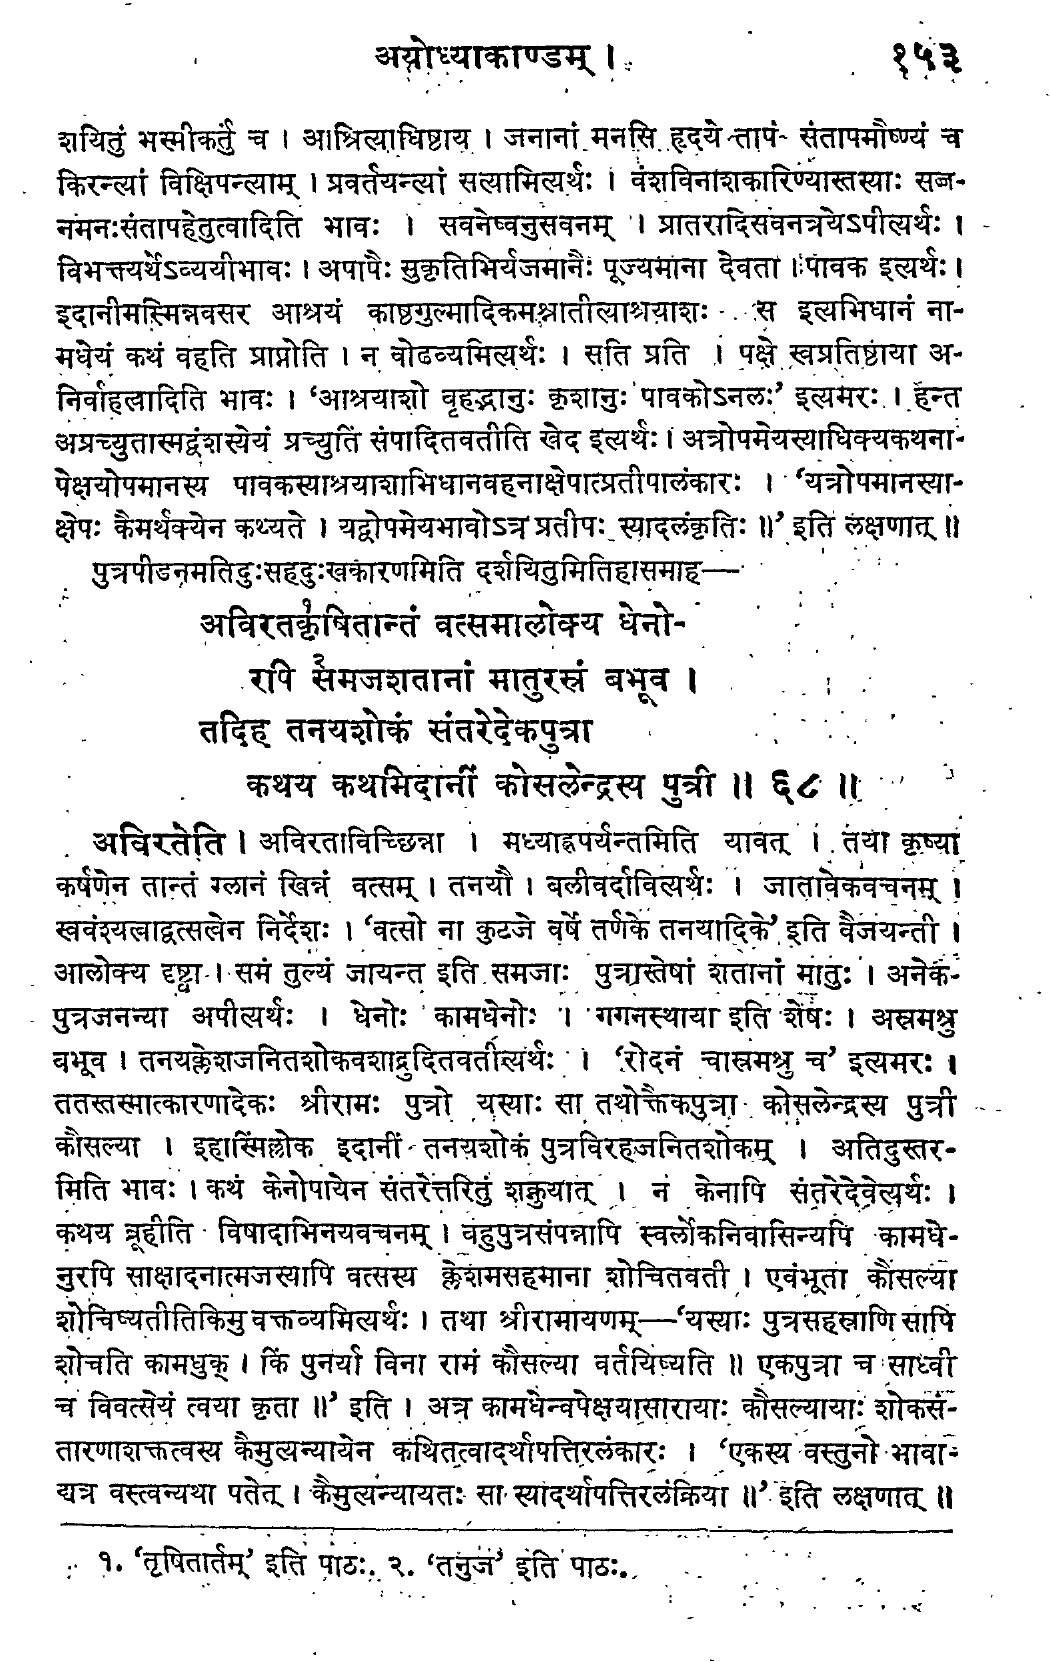 अयोध्याकाण्डम् ।
१५३
शयितुं भस्मीकर्तुं च । आश्रित्याधिष्ठाय । जनानां मनसि हृदये तापं संतापमौष्ण्यं च
किरन्त्यां विक्षिपन्त्याम् । प्रवर्तयन्त्यां सत्यामित्यर्थः । वंशविनाशकारिण्यास्तस्याः सज्ज-
नमनःसंतापहेतुत्वादिति भावः । सवनेष्वनुसवनम् । प्रातरादिसवनत्रयेऽपीत्यर्थः ।
विभत्तयर्थेऽव्ययीभावः । अपापैः सुकृतिभिर्यजमानैः पूज्यमाना देवता । पावक इत्यर्थः ।
इदानीमस्मिन्नवसर आश्रयं काष्ठगुल्मादिकमश्नातीत्याश्रयाशः स इत्यभिधानं ना-
मधेयं कथं वहति प्राप्नोति । न वोढव्यमित्यर्थः । सति प्रति । पक्षे स्वप्रतिष्ठाया अ-
निर्वाहत्वादिति भावः । ‘आश्रयाशो वृहद्भानुः कृशानुः पावकोऽनलः’ इत्यमरः । हन्त
अप्रच्युतास्मद्वंशस्येयं प्रच्युतिं संपादितवतीति खेद इत्यर्थः । अत्रोपमेयस्याधिक्यकथना-
पेक्षयोपमानस्य पावकस्याश्रयाशाभिधानवहनाक्षेपात्प्रतीपालंकारः । ‘यत्रोपमानस्या-
क्षेपः कैमर्थक्येन कथ्यते । यद्वोपमेयभावोऽत्र प्रतीपः स्यादलंकृतिः ॥’ इति लक्षणात् ॥
पुत्रपीडनमतिदुःसहदुःखकारणमिति दर्शयितुमितिहासमाह—
अविरतकृ१षितान्तं वत्समालोक्य धेनो-
रपि स२मजशतानां मातुरस्रं बभूव ।
तदिह तनयशोकं संतरेदेकपुत्रा
कथय कथमिदानीं कोसलेन्द्रस्य पुत्री ॥ ६८ ॥
अविरतेति । अविरताविच्छिन्ना । मध्याह्नपर्यन्तमिति यावत् । तया कृष्या
कर्षणेन तान्तं ग्लानं खिन्नं वत्सम् । तनयौ । बलीवर्दावित्यर्थः । जातावेकवचनम् ।
स्ववंश्यत्वाद्वत्सत्वेन निर्देशः । ‘वत्सो ना कुटजे वर्षे तर्णके तनयादिके’ इति वैजयन्ती ।
आलोक्य दृष्ट्वा । समं तुल्यं जायन्त इति समजाः पुत्रास्तेषां शतानां मातुः । अनेक-
पुत्रजनन्या अपीत्यर्थः । धेनोः कामधेनोः । गगनस्थाया इति शेषः । अस्रमश्रु
बभूव । तनयक्लेशजनितशोकवशाद्रुदितवतीत्यर्थः । ‘रोदनं चास्रमश्रु च’ इत्यमरः ।
ततस्तस्मात्कारणादेकः श्रीरामः पुत्रो यस्याः सा तथोक्तैकपुत्रा कोसलेन्द्रस्य पुत्री
कौसल्या । इहास्मिंल्लोक इदानीं तनयशोकं पुत्रविरहजनितशोकम् । अतिदुस्तर-
मिति भावः । कथं केनोपायेन संतरेत्तरितुं शक्नुयात् । न केनापि संतरेदेवेत्यर्थः ।
कथय ब्रूहीति विषादाभिनयवचनम् । बहुपुत्रसंपन्नापि स्वर्लोकनिवासिन्यपि कामधे-
नुरपि साक्षादनात्मजस्यापि वत्सस्य क्लेशमसहमाना शोचितवती । एवंभूता कौसल्या
शोचिष्यतीतिकिमु वक्तव्यमित्यर्थः । तथा श्रीरामायणम्—‘यस्याः पुत्रसहस्राणि सापि
शोचति कामधुक् । किं पुनर्या विना रामं कौसल्या वर्तयिष्यति ॥ एकपुत्रा च साध्वी
च विवत्सेयं त्वया कृता ॥’ इति । अत्र कामधेन्वपेक्षयासारायाः कौसल्यायाः शोकसं-
तारणाशक्तत्वस्य कैमुत्यन्यायेन कथितत्वादर्थापत्तिरलंकारः । ‘एकस्य वस्तुनो भावा-
द्यत्र वस्त्वन्यथा पतेत् । कैमुत्यन्यायतः सा स्यादर्थापत्तिरलंक्रिया ॥’ इति लक्षणात् ॥
१. ‘तृषितार्तम्’ इति पाठः. २. ‘तनुज’ इति पाठः.